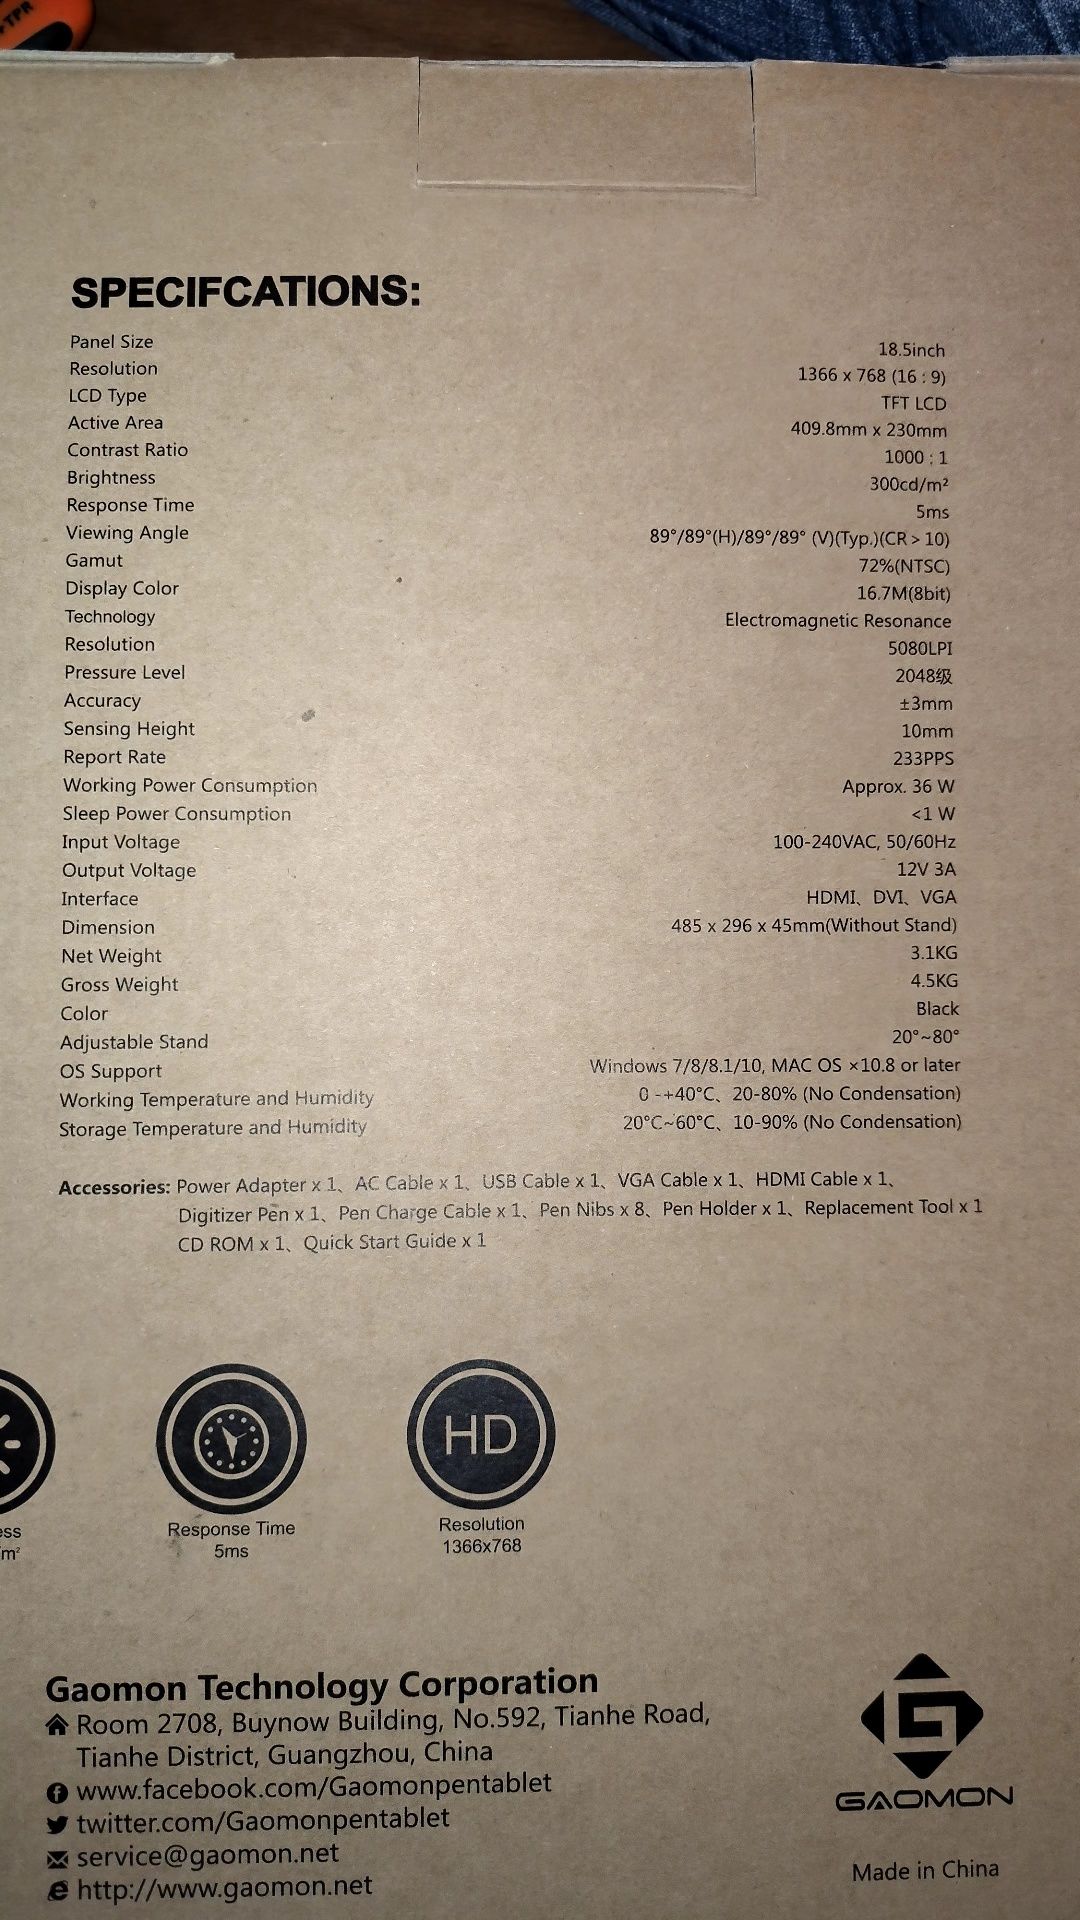 TPR
SPECIFCATIONS:
Panel Size 18.5inch
Resolution 1366 x 768 (16 : 9)
LCD Type TFT LCD
Active Area 409.8mm x 230mm
Contrast Ratio 1000 : 1
Brightness 300cd/m²
Response Time 5ms
Viewing Angle 89°/89°(H)/89°/89° (V)(Typ.)(CR > 10)
Gamut 72%(NTSC)
Display Color 16.7M(8bit)
Technology Electromagnetic Resonance
Resolution 5080LPI
Pressure Level 2048级
Accuracy ±3mm
Sensing Height 10mm
Report Rate 233PPS
Working Power Consumption Approx. 36 W
Sleep Power Consumption <1 W
Input Voltage 100-240VAC, 50/60Hz
Output Voltage 12V 3A
Interface HDMI、DVI、VGA
Dimension 485 x 296 x 45mm(Without Stand)
Net Weight 3.1KG
Gross Weight 4.5KG
Color Black
Adjustable Stand 20°~80°
OS Support Windows 7/8/8.1/10, MAC OS ×10.8 or later
Working Temperature and Humidity 0 -+40°C、20-80% (No Condensation)
Storage Temperature and Humidity 20°C~60°C、10-90% (No Condensation)
Accessories: Power Adapter x 1、AC Cable x 1、USB Cable x 1、VGA Cable x 1、HDMI Cable x 1、
Digitizer Pen x 1、Pen Charge Cable x 1、Pen Nibs x 8、Pen Holder x 1、Replacement Tool x 1
CD ROM x 1、Quick Start Guide x 1
HD
ess
m²
Response Time
5ms
Resolution
1366x768
Gaomon Technology Corporation
Room 2708, Buynow Building, No.592, Tianhe Road,
Tianhe District, Guangzhou, China
www.facebook.com/Gaomonpentablet
twitter.com/Gaomonpentablet
service@gaomon.net
http://www.gaomon.net
GAOMON
Made in China